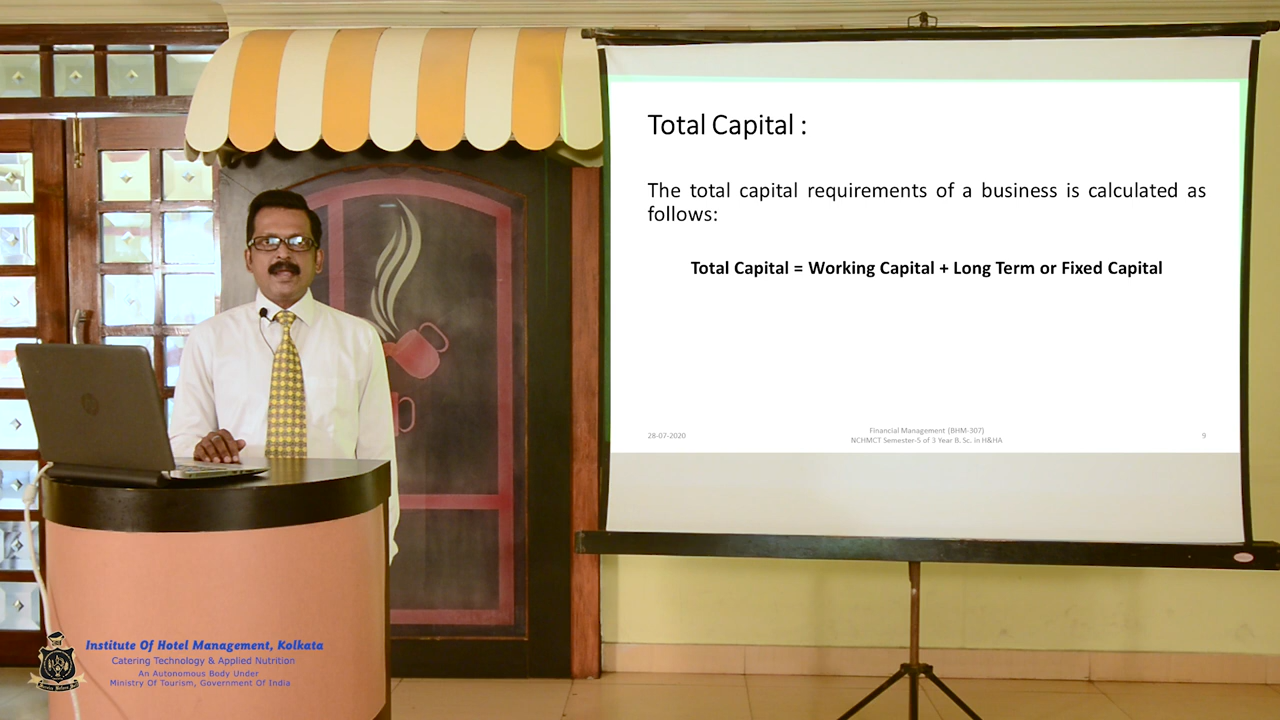 Total Capital :
The total capital requirements of a business is calculated as
follows:
Total Capital = Working Capital + Long Term or Fixed Capital
28-07-2020
Financial Management (BHM-307)
NCHMCT Semester-5 of 3 Year B. Sc. in H&HA
9
Institute Of Hotel Management, Kolkata
Catering Technology & Applied Nutrition
An Autonomous Body Under
Ministry Of Tourism, Government Of India